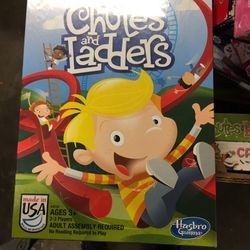 Chutes
and
Ladders
made in
USA
AGES 3+
2-3 Players
ADULT ASSEMBLY REQUIRED
No Reading Required to Play
Hasbro
Gaming